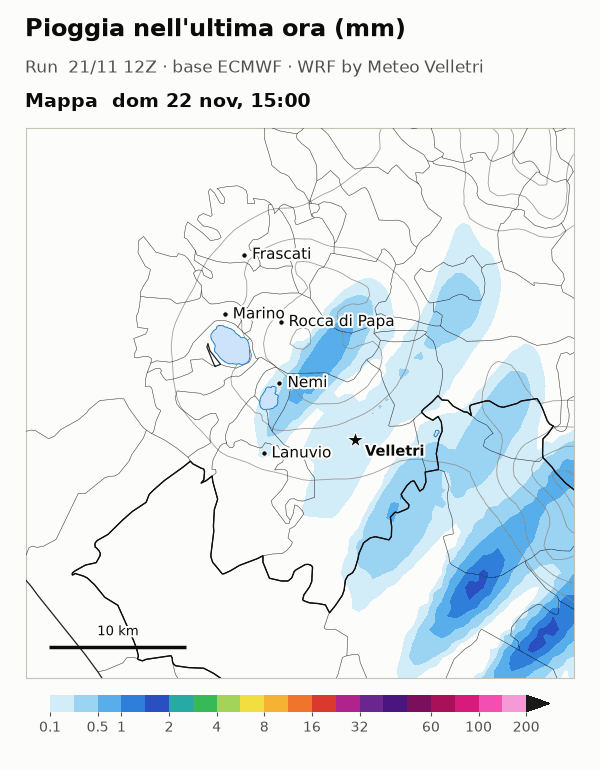 Pioggia nell'ultima ora (mm)
Run  21/11 12Z · base ECMWF · WRF by Meteo Velletri
Mappa  dom 22 nov, 15:00
Frascati
Marino
Rocca di Papa
Nemi
Velletri
Lanuvio
10 km
0.1 0.5 1 2 4 8 16 32 60 100 200